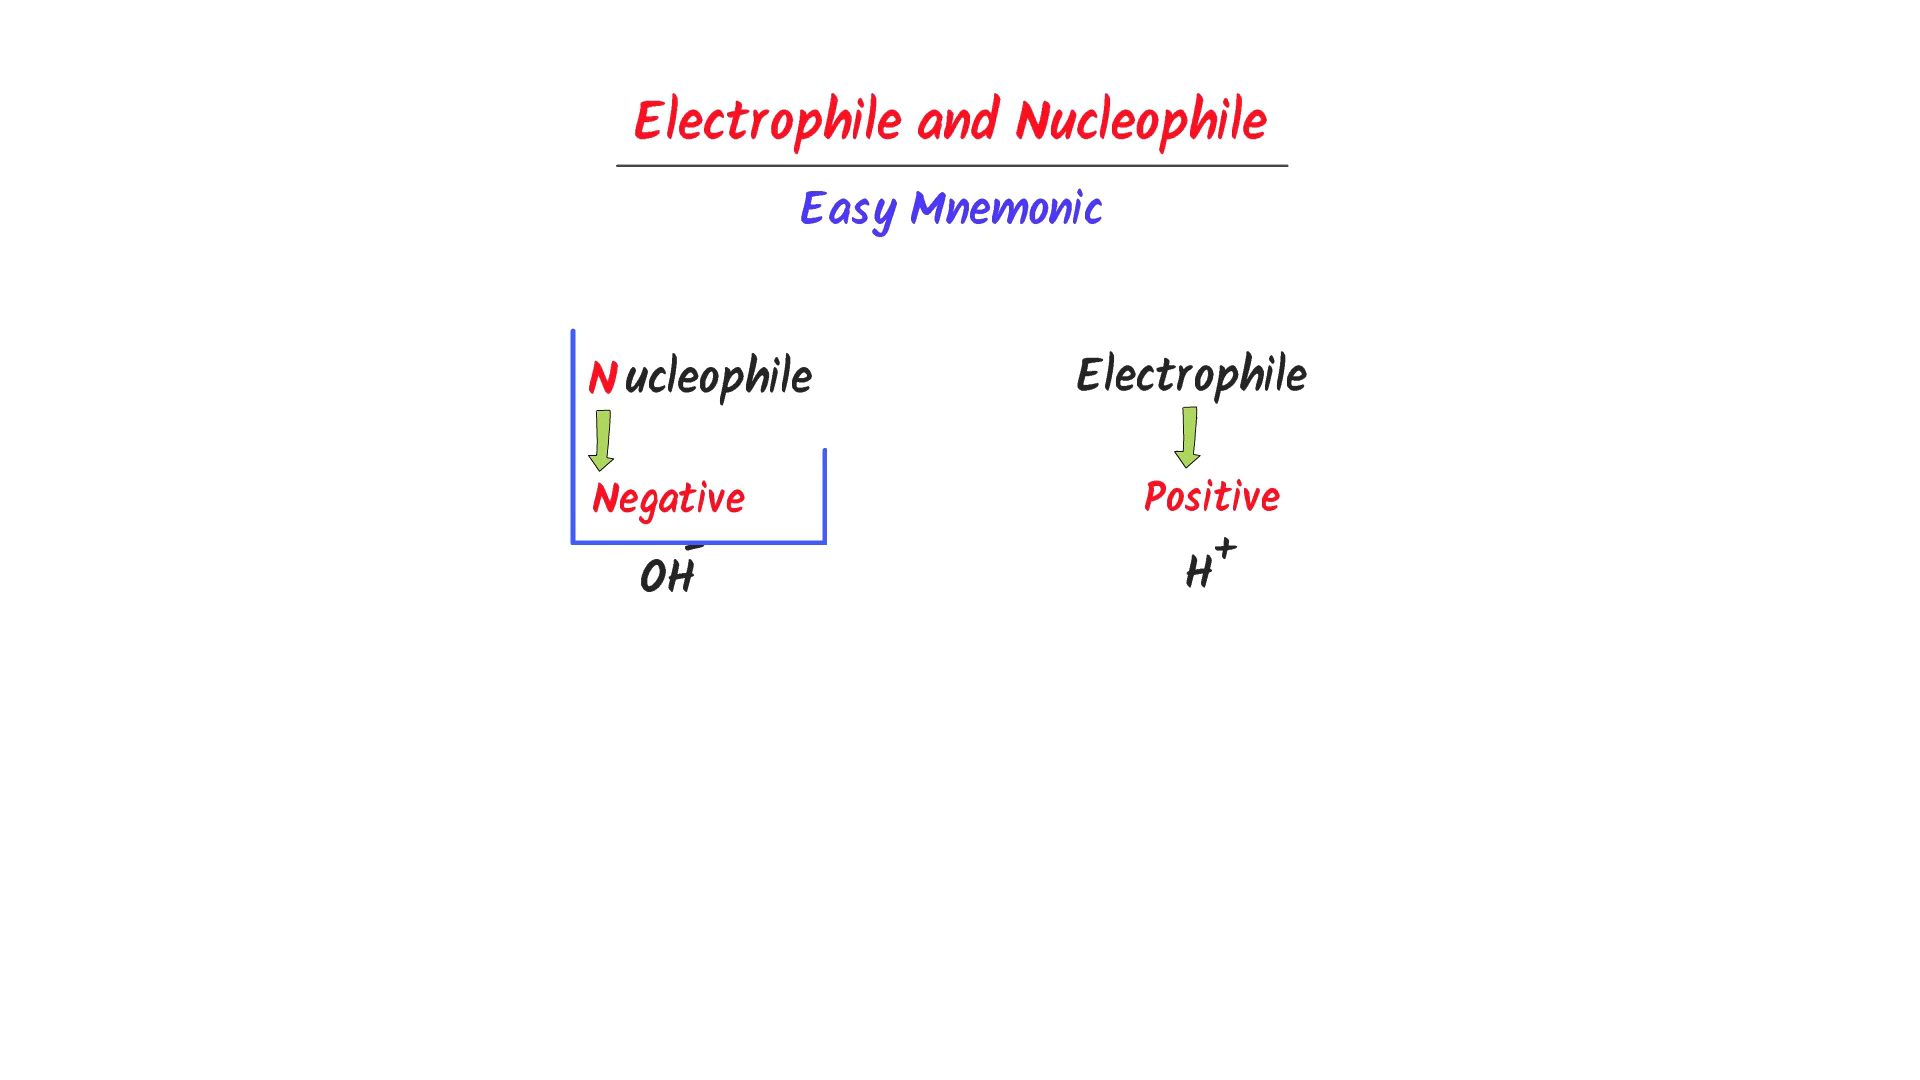 Electrophile and Nucleophile
Easy Mnemonic
Nucleophile
Negative
OH⁻
Electrophile
Positive
H⁺